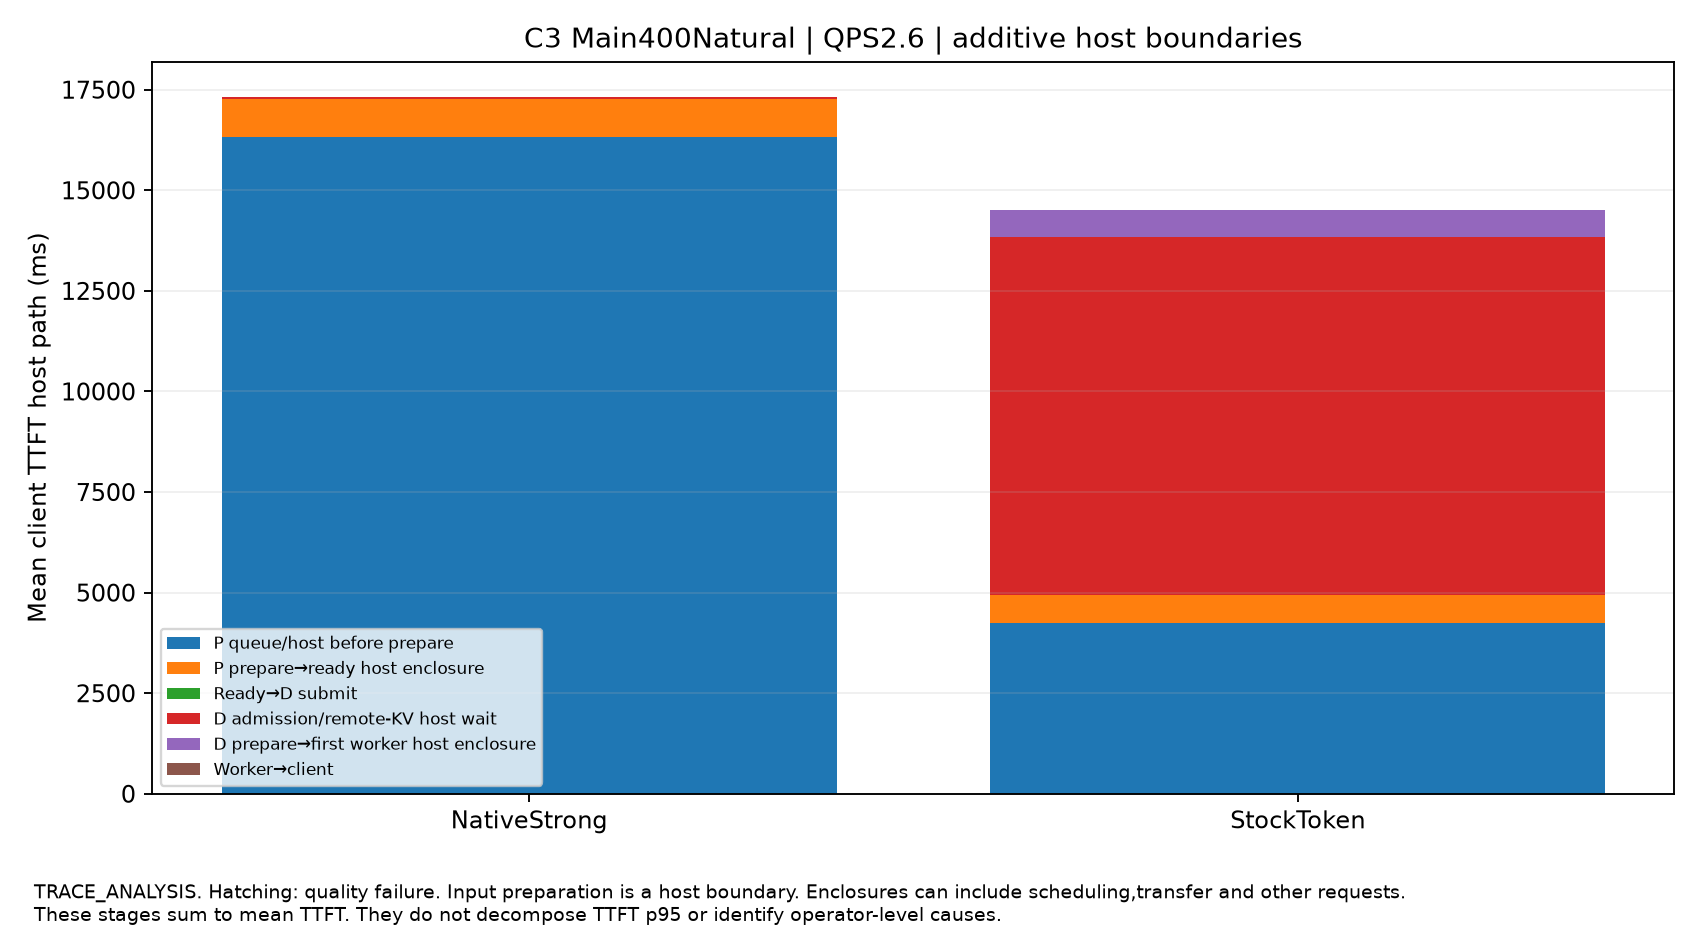 C3 Main400Natural | QPS2.6 | additive host boundaries
Mean client TTFT host path (ms)
17500
15000
12500
10000
7500
5000
2500
0
P queue/host before prepare
P prepare→ready host enclosure
Ready→D submit
D admission/remote-KV host wait
D prepare→first worker host enclosure
Worker→client
NativeStrong
StockToken
TRACE_ANALYSIS. Hatching: quality failure. Input preparation is a host boundary. Enclosures can include scheduling,transfer and other requests.
These stages sum to mean TTFT. They do not decompose TTFT p95 or identify operator-level causes.